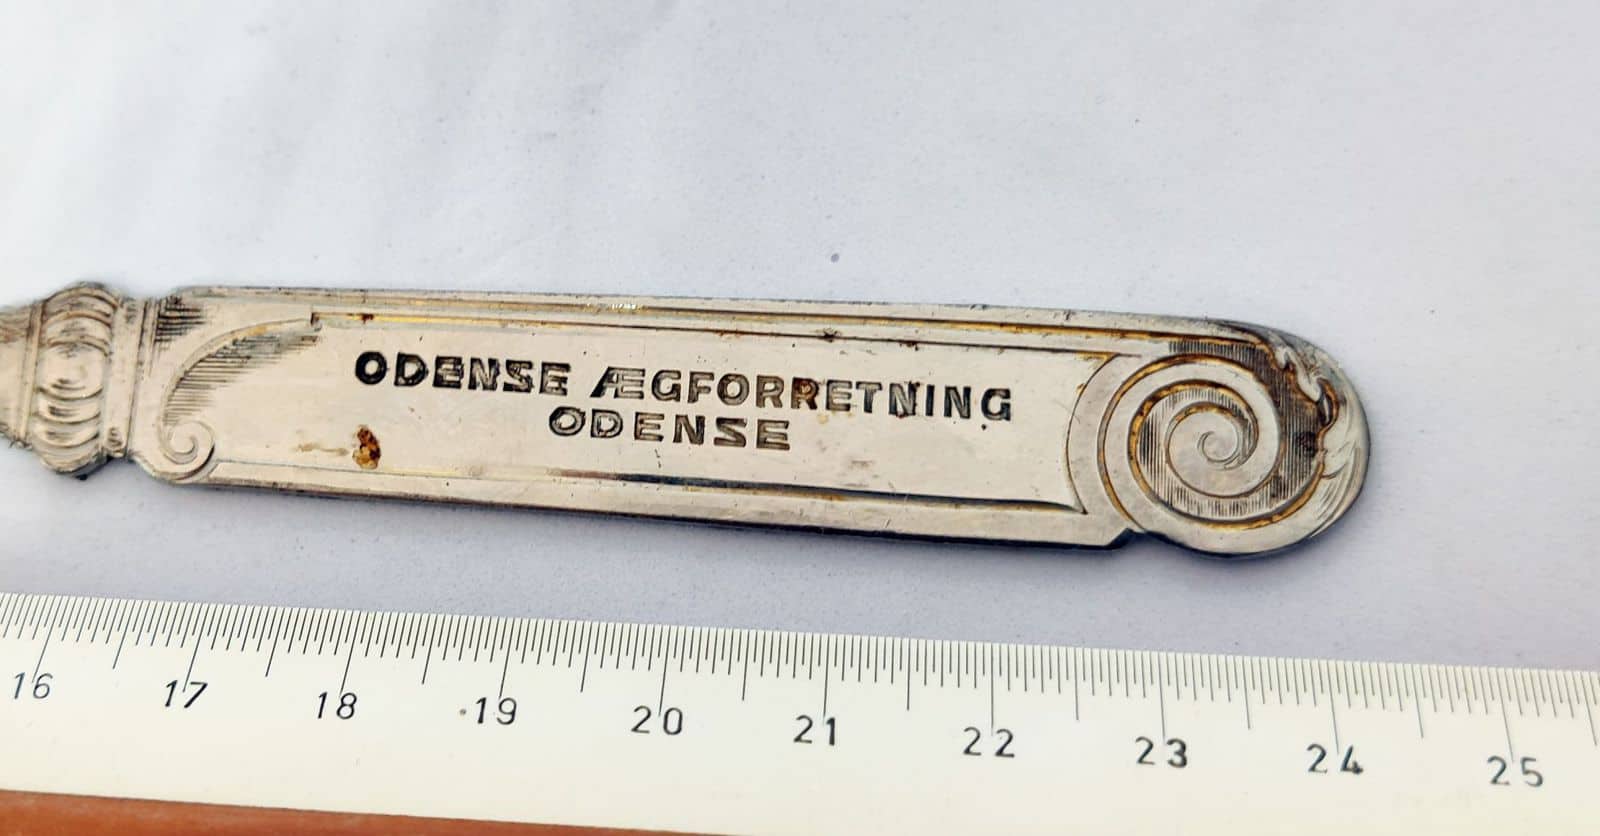 ODENSE ÆGFORRETNING
ODENSE
16 17 18 19 20 21 22 23 24 25